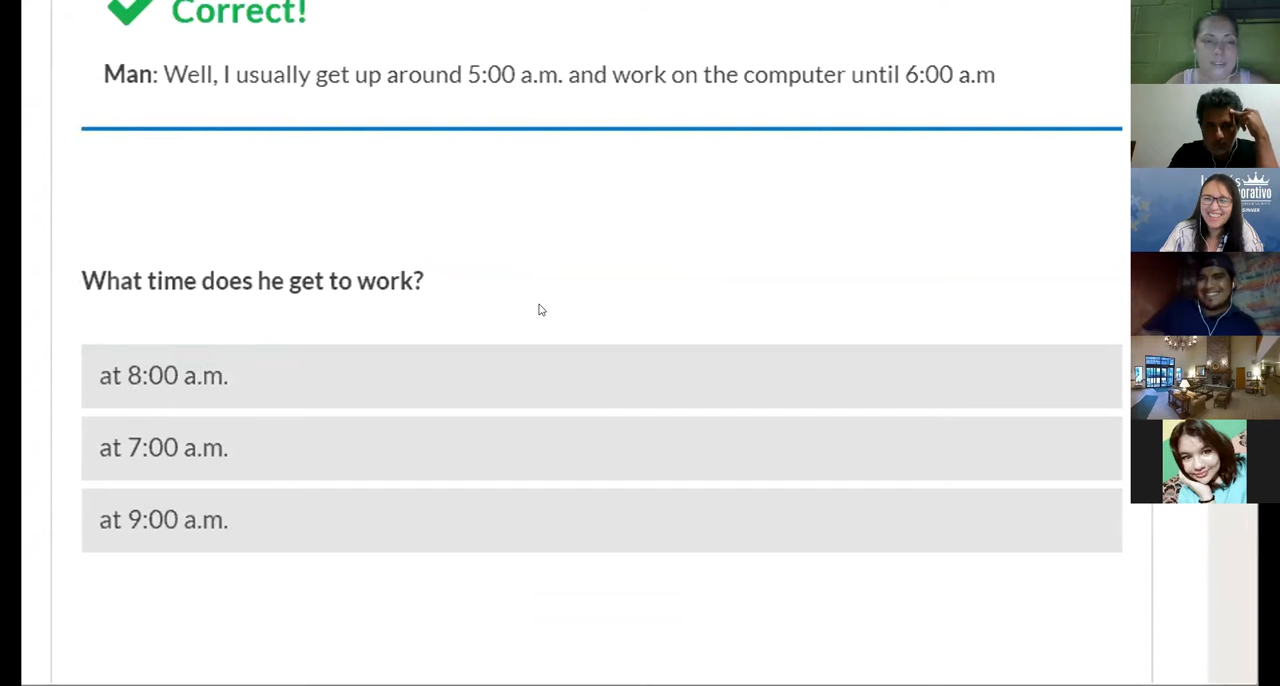 Correct!
Man: Well, I usually get up around 5:00 a.m. and work on the computer until 6:00 a.m
What time does he get to work?
at 8:00 a.m.
at 7:00 a.m.
at 9:00 a.m.